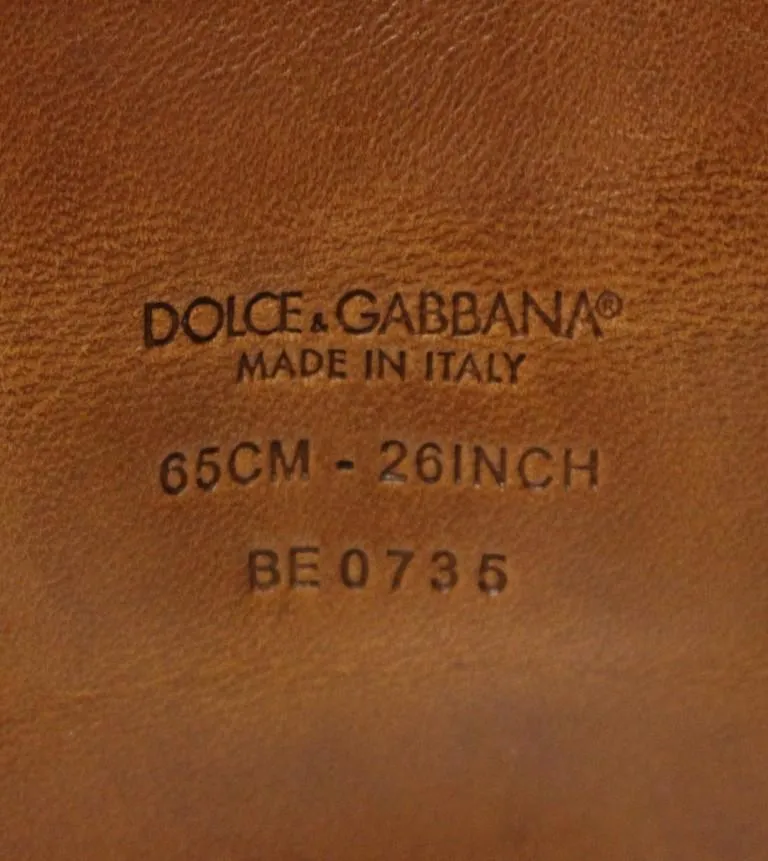 DOLCE & GABBANA®
MADE IN ITALY
65CM - 26INCH
BE0735